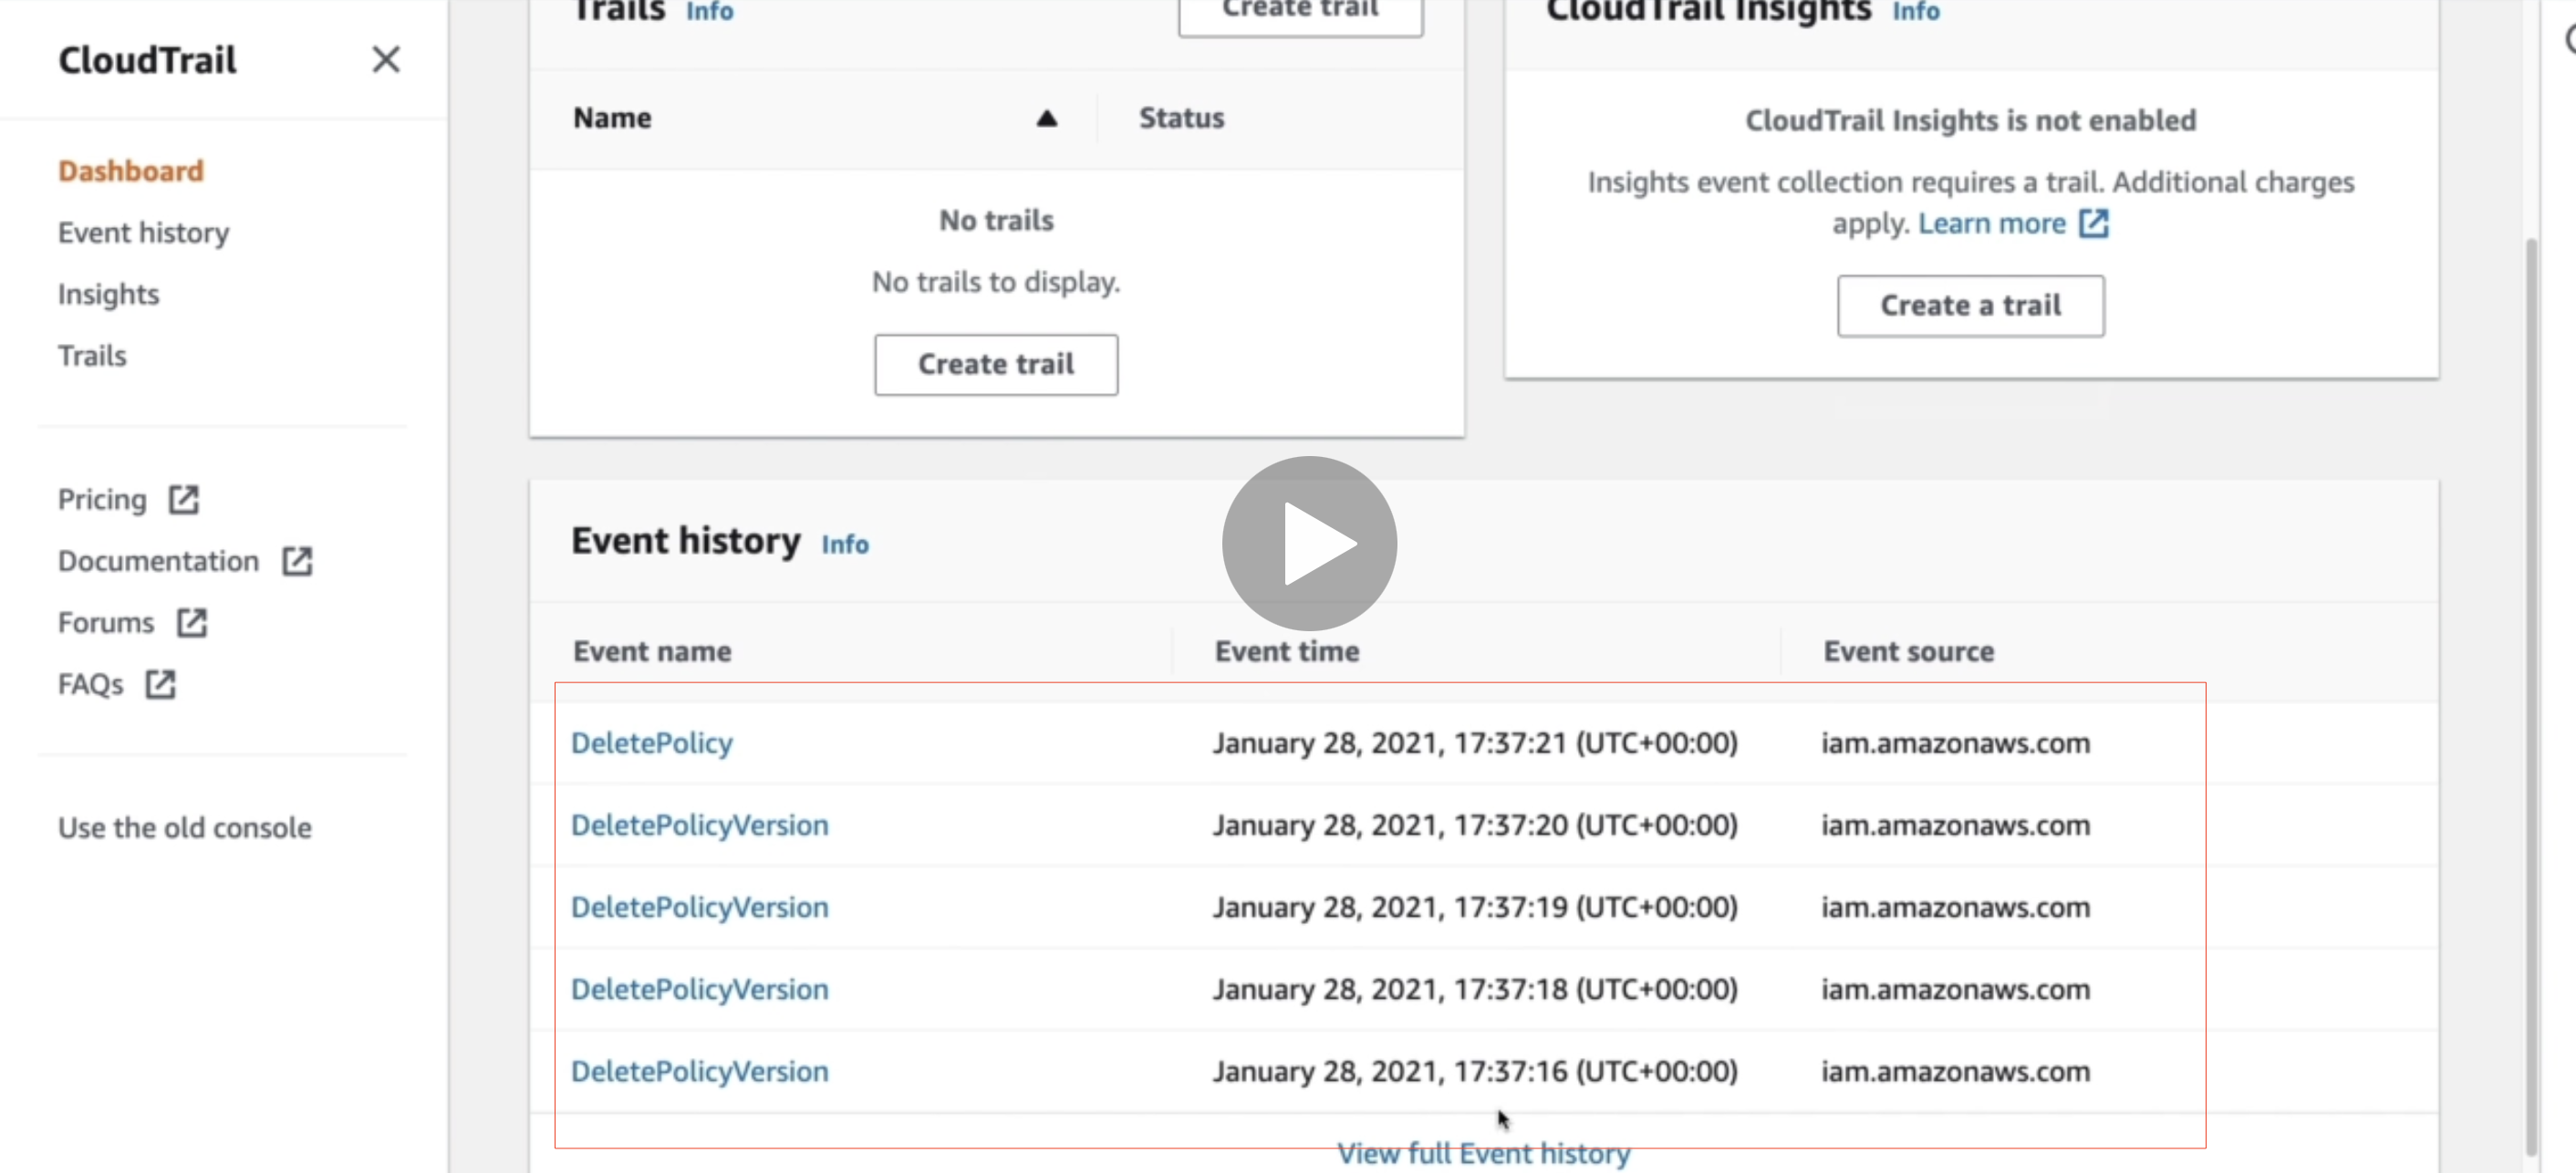 CloudTrail
Dashboard
Event history
Insights
Trails
Pricing
Documentation
Forums
FAQs
Use the old console
Trails Info
Create trail
Name Status
No trails
No trails to display.
Create trail
CloudTrail Insights Info
CloudTrail Insights is not enabled
Insights event collection requires a trail. Additional charges
apply. Learn more
Create a trail
Event history Info
Event name Event time Event source
DeletePolicy January 28, 2021, 17:37:21 (UTC+00:00) iam.amazonaws.com
DeletePolicyVersion January 28, 2021, 17:37:20 (UTC+00:00) iam.amazonaws.com
DeletePolicyVersion January 28, 2021, 17:37:19 (UTC+00:00) iam.amazonaws.com
DeletePolicyVersion January 28, 2021, 17:37:18 (UTC+00:00) iam.amazonaws.com
DeletePolicyVersion January 28, 2021, 17:37:16 (UTC+00:00) iam.amazonaws.com
View full Event history